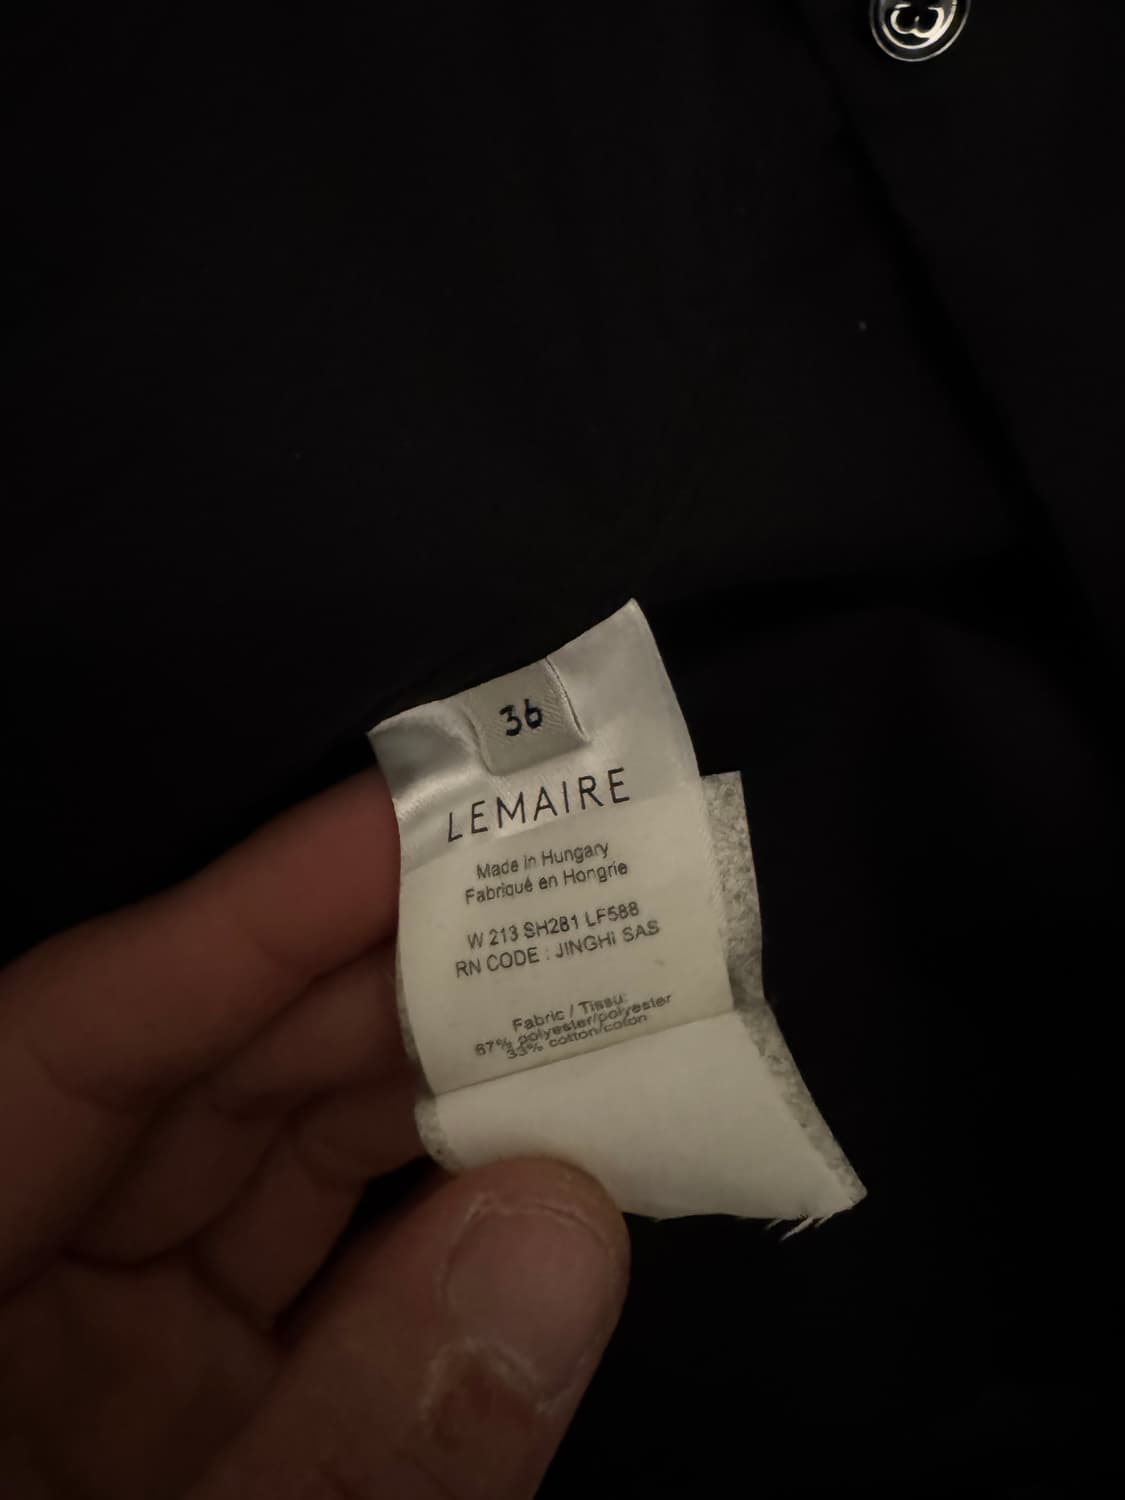 36
LEMAIRE
Made in Hungary
Fabriqué en Hongrie
W 213 SH281 LF588
RN CODE : JINGHI SAS
Fabric / Tissu:
67% polyester/polyester
33% cotton/coton